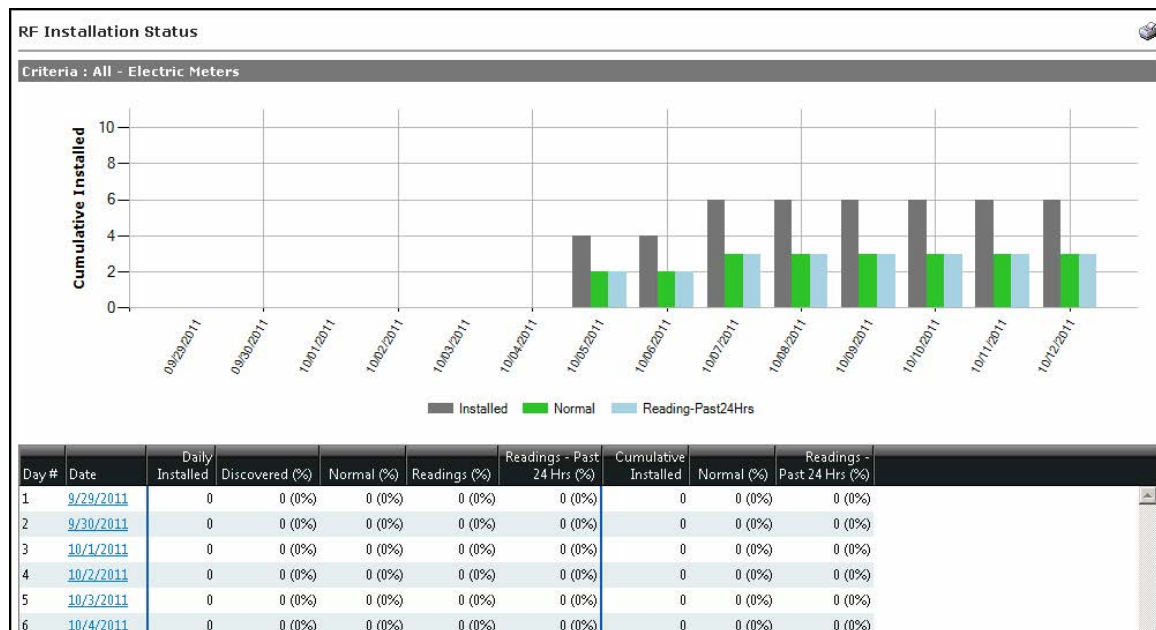 RF Installation Status
Criteria : All - Electric Meters
Cumulative Installed
10
8
6
4
2
0
09/29/2011
09/30/2011
10/01/2011
10/02/2011
10/03/2011
10/04/2011
10/05/2011
10/06/2011
10/07/2011
10/08/2011
10/09/2011
10/10/2011
10/11/2011
10/12/2011
Installed Normal Reading-Past24Hrs
Daily Readings - Past Cumulative Readings -
Day # Date Installed Discovered (%) Normal (%) Readings (%) 24 Hrs (%) Installed Normal (%) Past 24 Hrs (%)
1 9/29/2011 0 0 (0%) 0 (0%) 0 (0%) 0 (0%) 0 0 (0%) 0 (0%)
2 9/30/2011 0 0 (0%) 0 (0%) 0 (0%) 0 (0%) 0 0 (0%) 0 (0%)
3 10/1/2011 0 0 (0%) 0 (0%) 0 (0%) 0 (0%) 0 0 (0%) 0 (0%)
4 10/2/2011 0 0 (0%) 0 (0%) 0 (0%) 0 (0%) 0 0 (0%) 0 (0%)
5 10/3/2011 0 0 (0%) 0 (0%) 0 (0%) 0 (0%) 0 0 (0%) 0 (0%)
6 10/4/2011 0 0 (0%) 0 (0%) 0 (0%) 0 (0%) 0 0 (0%) 0 (0%)